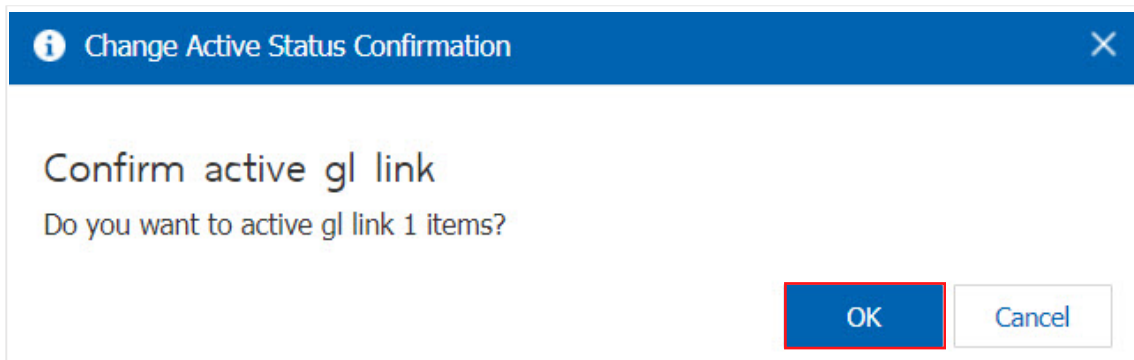 Change Active Status Confirmation
Confirm active gl link
Do you want to active gl link 1 items?
OK Cancel